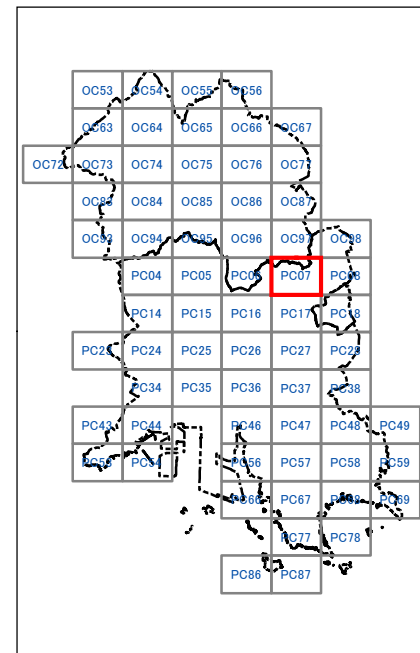 OC53 OC54 OC55 OC56
OC63 OC64 OC65 OC66 OC67
OC72 OC73 OC74 OC75 OC76 OC77
OC83 OC84 OC85 OC86 OC87
OC93 OC94 OC95 OC96 OC97 OC98
PC04 PC05 PC06 PC07 PC08
PC14 PC15 PC16 PC17 PC18
PC23 PC24 PC25 PC26 PC27 PC28
PC34 PC35 PC36 PC37 PC38
PC43 PC44 PC46 PC47 PC48 PC49
PC53 PC54 PC56 PC57 PC58 PC59
PC66 PC67 PC68 PC69
PC77 PC78
PC86 PC87